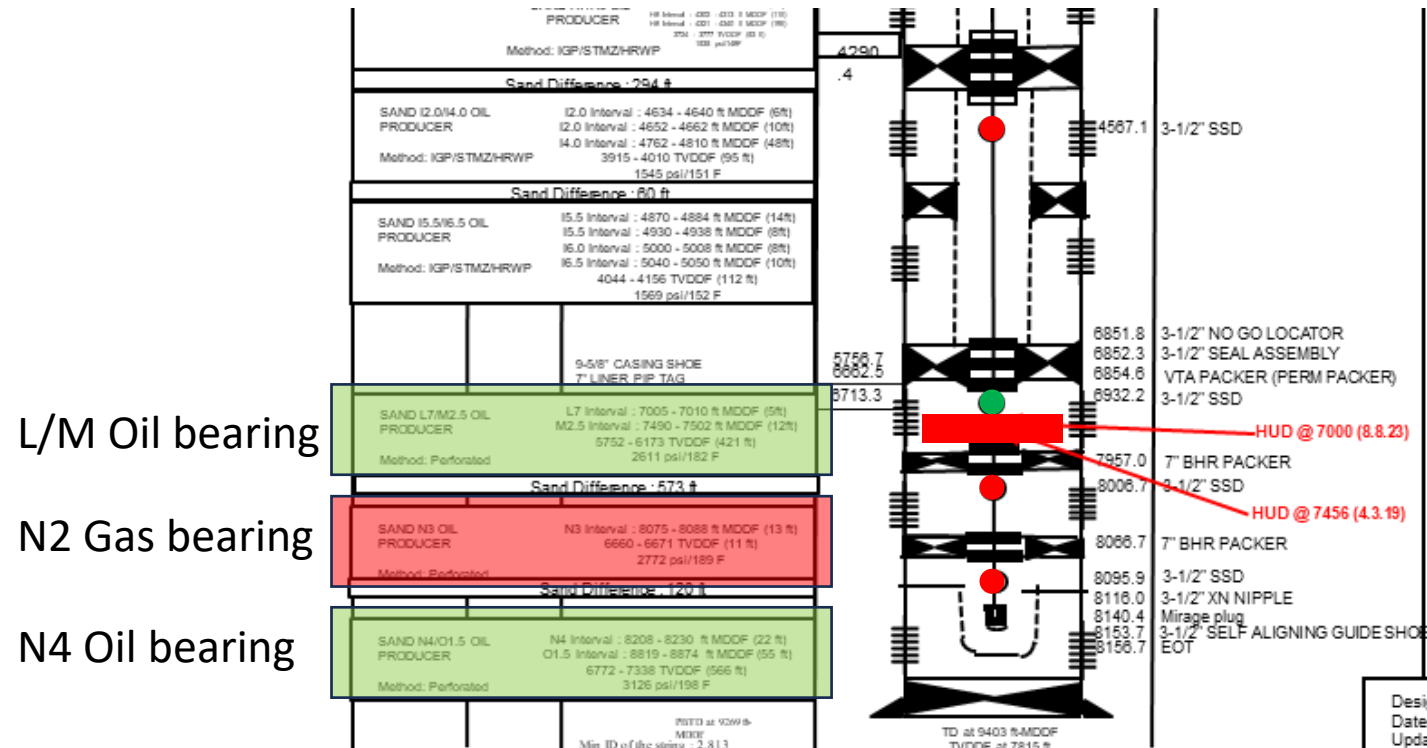 PRODUCER
Method: IGP/STMZ/HRWP
4290
.4
Sand Difference : 294 ft
SAND I2.0/I4.0 OIL
PRODUCER
Method: IGP/STMZ/HRWP
I2.0 Interval : 4634 - 4640 ft MDDF (6ft)
I2.0 Interval : 4652 - 4662 ft MDDF (10ft)
I4.0 Interval : 4762 - 4810 ft MDDF (48ft)
3915 - 4010 TVDDF (95 ft)
1545 psi/151 F
4567.1 3-1/2" SSD
Sand Difference : 60 ft
SAND I5.5/I6.5 OIL
PRODUCER
Method: IGP/STMZ/HRWP
I5.5 Interval : 4870 - 4884 ft MDDF (14ft)
I5.5 Interval : 4930 - 4938 ft MDDF (8ft)
I6.0 Interval : 5000 - 5008 ft MDDF (8ft)
I6.5 Interval : 5040 - 5050 ft MDDF (10ft)
4044 - 4156 TVDDF (112 ft)
1569 psi/152 F
9-5/8" CASING SHOE
7" LINER PIP TAG
5756.7
6662.5
6713.3
6851.8 3-1/2" NO GO LOCATOR
6852.3 3-1/2" SEAL ASSEMBLY
6854.6 VTA PACKER (PERM PACKER)
6932.2 3-1/2" SSD
L/M Oil bearing
SAND L7/M2.5 OIL
PRODUCER
Method: Perforated
L7 Interval : 7005 - 7010 ft MDDF (5ft)
M2.5 Interval : 7490 - 7502 ft MDDF (12ft)
5752 - 6173 TVDDF (421 ft)
2611 psi/182 F
HUD @ 7000 (8.8.23)
7957.0 7" BHR PACKER
Sand Difference : 573 ft
8006.7 3-1/2" SSD
HUD @ 7456 (4.3.19)
N2 Gas bearing
SAND N3 OIL
PRODUCER
Method: Perforated
N3 Interval : 8075 - 8088 ft MDDF (13 ft)
6660 - 6671 TVDDF (11 ft)
2772 psi/189 F
8066.7 7" BHR PACKER
Sand Difference : 120 ft
8095.9 3-1/2" SSD
8116.0 3-1/2" XN NIPPLE
8140.4 Mirage plug
8153.7 3-1/2" SELF ALIGNING GUIDE SHOE
8156.7 EOT
N4 Oil bearing
SAND N4/O1.5 OIL
PRODUCER
Method: Perforated
N4 Interval : 8208 - 8230 ft MDDF (22 ft)
O1.5 Interval : 8819 - 8874 ft MDDF (55 ft)
6772 - 7338 TVDDF (566 ft)
3126 psi/198 F
PBTD at 9269 ft-
MDDF
Min ID of the string : 2.813
TD at 9403 ft-MDDF
TVDDF at 7815 ft
Desi
Date
Upda